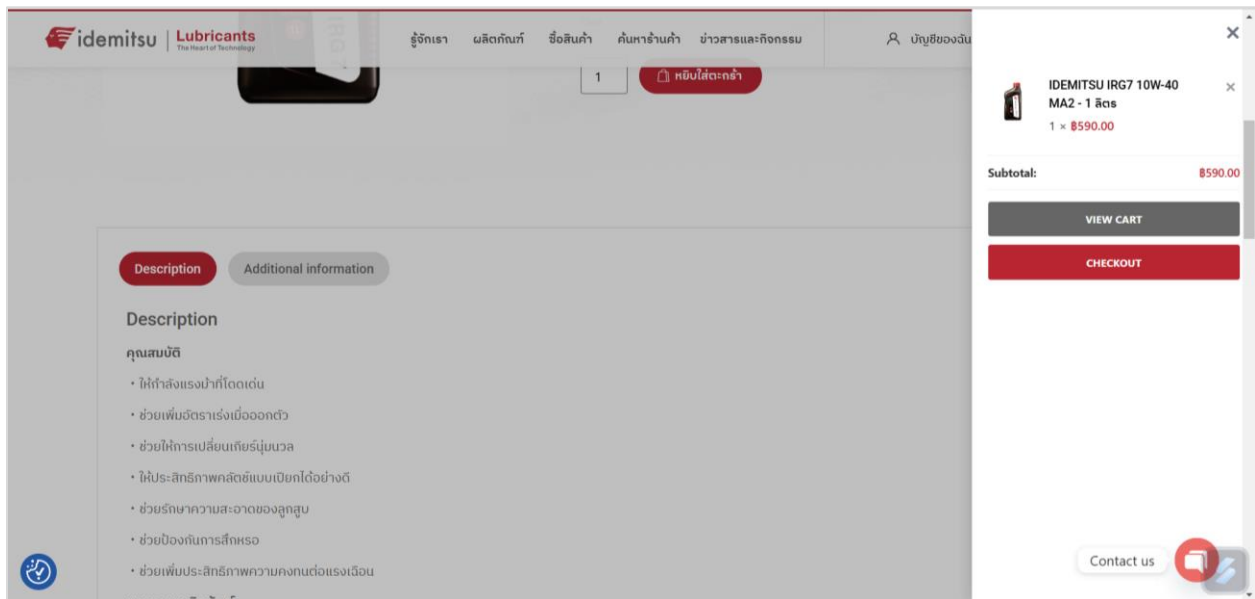 idemitsu | Lubricants
The Heart of Technology
รู้จักเรา ผลิตภัณฑ์ ซื้อสินค้า ค้นหาร้านค้า ข่าวสารและกิจกรรม บัญชีของฉัน
IRG7
1 หยิบใส่ตะกร้า
Description Additional information
Description
คุณสมบัติ
• ให้กำลังแรงม้าที่โดดเด่น
• ช่วยเพิ่มอัตราเร่งเมื่อออกตัว
• ช่วยให้การเปลี่ยนเกียร์นุ่มนวล
• ให้ประสิทธิภาพคลัตช์แบบเปียกได้อย่างดี
• ช่วยรักษาความสะอาดของลูกสูบ
• ช่วยป้องกันการสึกหรอ
• ช่วยเพิ่มประสิทธิภาพความคงทนต่อแรงเฉือน
×
IDEMITSU IRG7 10W-40 ×
MA2 - 1 ลิตร
1 × ฿590.00
Subtotal: ฿590.00
VIEW CART
CHECKOUT
Contact us